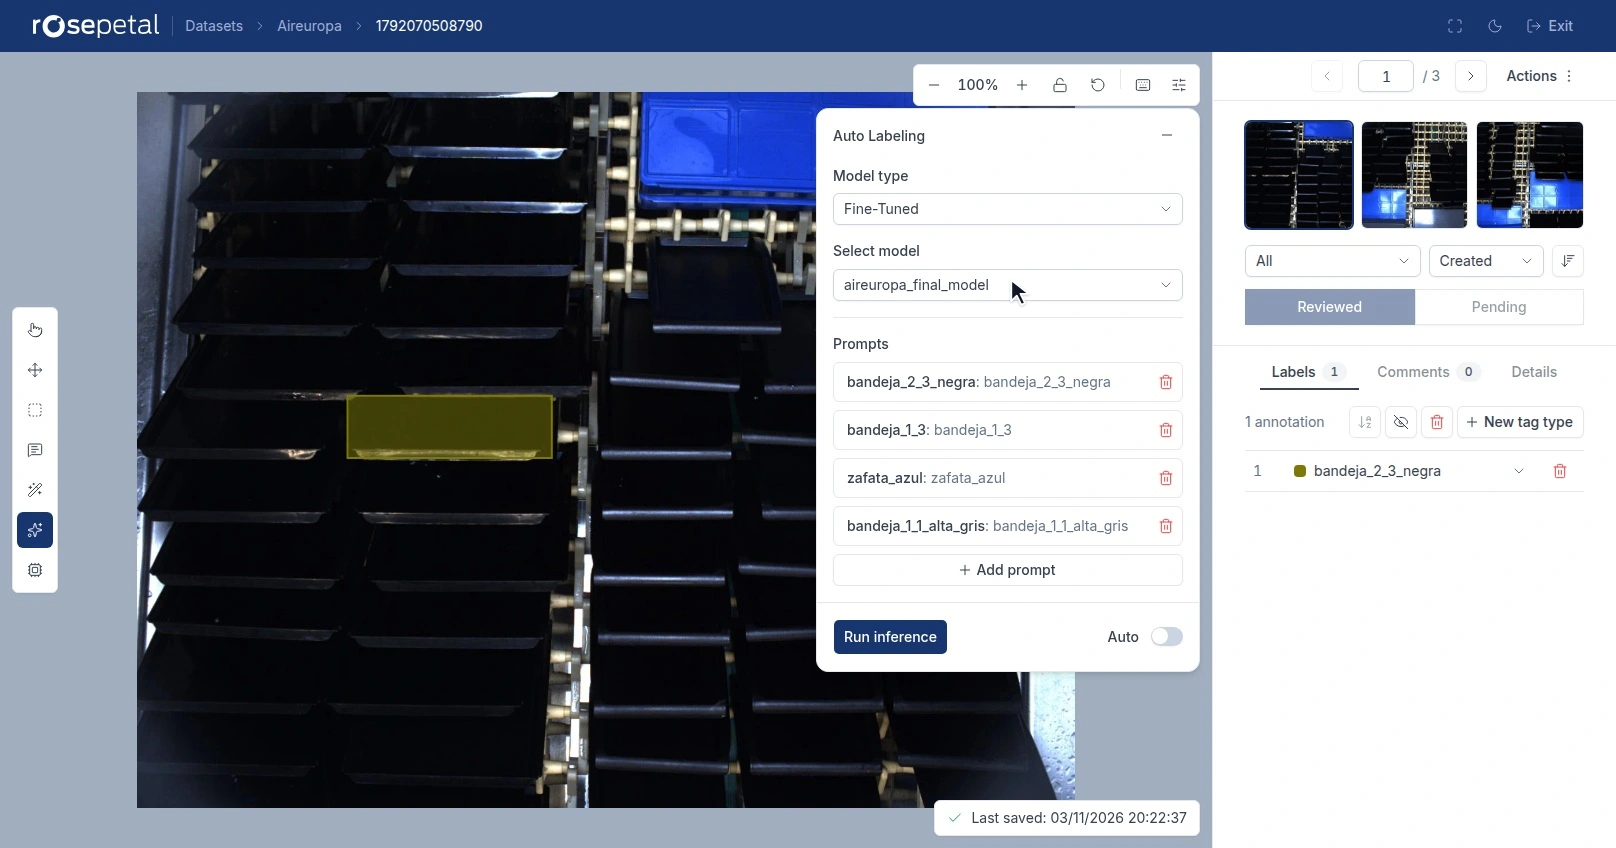 rosepetal
Datasets > Aireuropa > 1792070508790
Exit
100%
1 / 3
Actions
Auto Labeling
Model type
Fine-Tuned
Select model
aireuropa_final_model
Prompts
bandeja_2_3_negra: bandeja_2_3_negra
bandeja_1_3: bandeja_1_3
zafata_azul: zafata_azul
bandeja_1_1_alta_gris: bandeja_1_1_alta_gris
+ Add prompt
Run inference
Auto
All
Created
Reviewed
Pending
Labels 1
Comments 0
Details
1 annotation
+ New tag type
1 bandeja_2_3_negra
Last saved: 03/11/2026 20:22:37